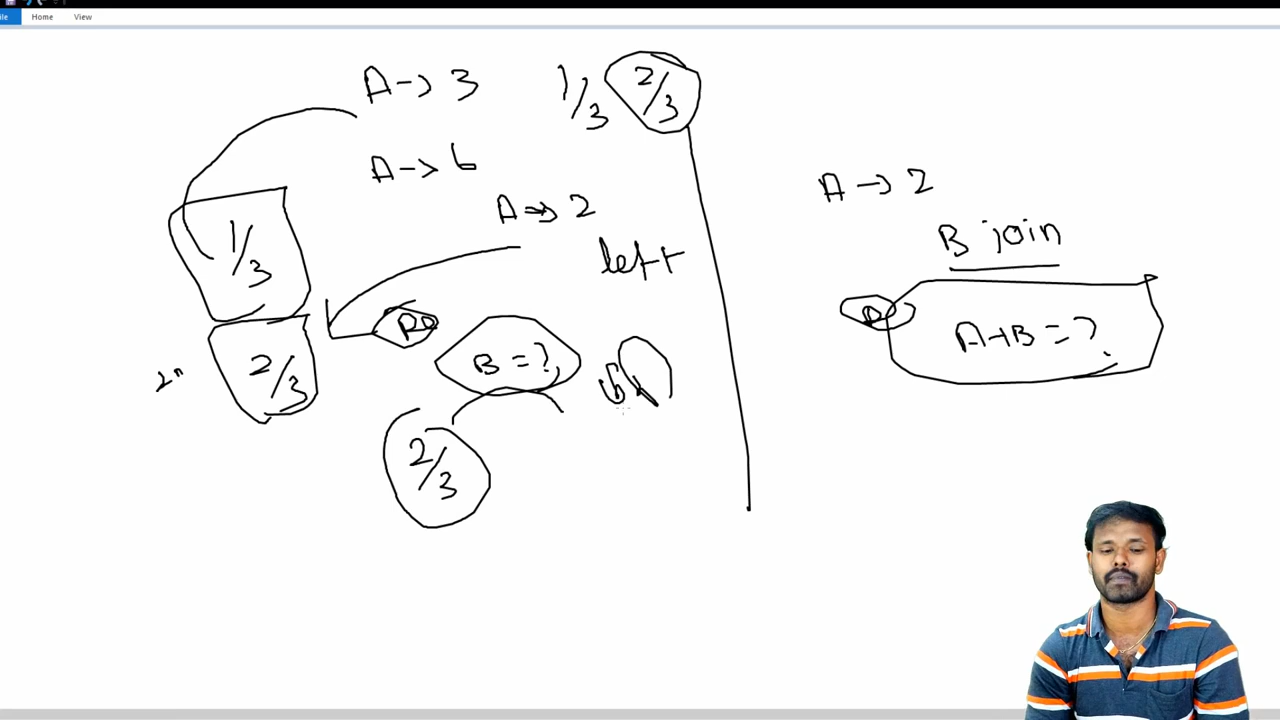 Home View
A → 3 1/3 2/3
A → 6
A → 2
left
1/3
2/3
B = ?
2/3
A → 2
B join
A+B = ?